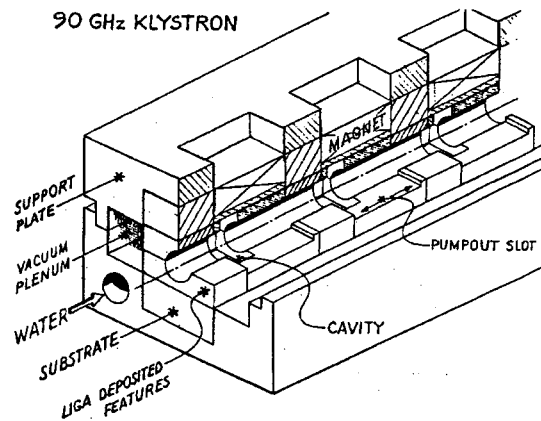 90 GHz KLYSTRON
MAGNET
SUPPORT
PLATE
VACUUM
PLENUM
WATER
SUBSTRATE
LIGA DEPOSITED
FEATURES
CAVITY
PUMPOUT SLOT